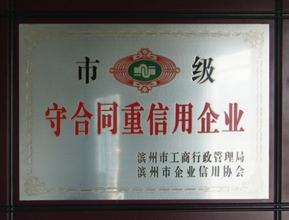 市 级
守合同重信用企业
滨州市工商行政管理局
滨州市企业信用协会